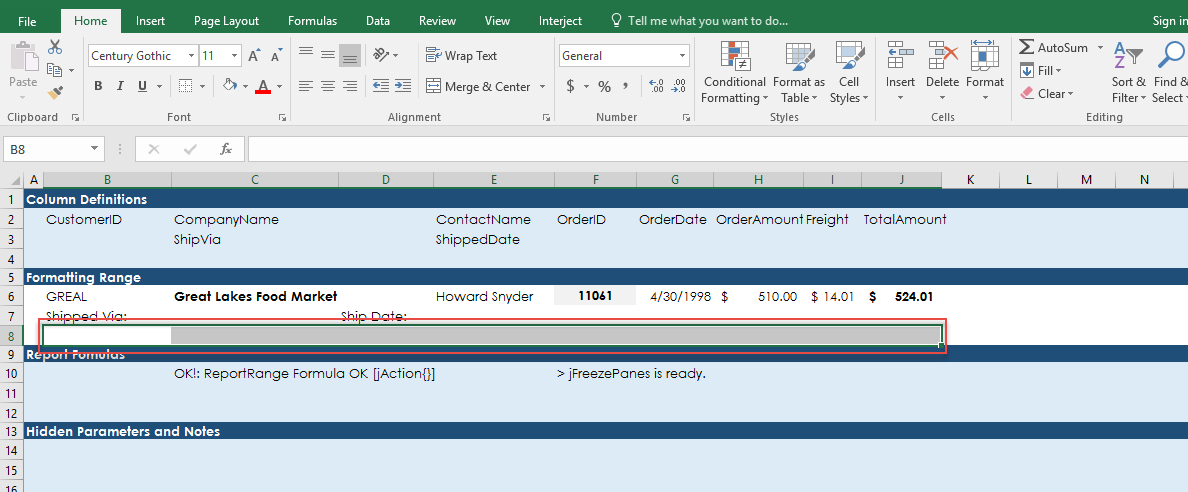 File Home Insert Page Layout Formulas Data Review View Interject Tell me what you want to do... Sign in
Century Gothic 11 A A Wrap Text General Conditional Formatting Format as Table Cell Styles Insert Delete Format AutoSum Sort & Filter Find & Select
Paste B I U A Merge & Center $ % , .00 .0 Fill
Clear
Clipboard Font Alignment Number Styles Cells Editing
B8 fx
A B C D E F G H I J K L M N
1 Column Definitions
2 CustomerID CompanyName ContactName OrderID OrderDate OrderAmount Freight TotalAmount
3 ShipVia ShippedDate
4
5 Formatting Range
6 GREAL Great Lakes Food Market Howard Snyder 11061 4/30/1998 $ 510.00 $ 14.01 $ 524.01
7 Shipped Via: Ship Date:
8
9 Report Fomulas
10 OK!: ReportRange Formula OK [jAction{}] > jFreezePanes is ready.
11
12
13 Hidden Parameters and Notes
14
15
16